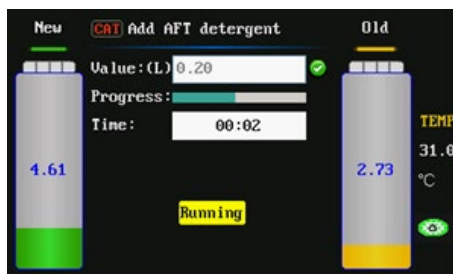 New
CAT Add AFT detergent
Old
Value:(L) 0.20
Progress:
Time: 00:02
TEMP
31.0
℃
4.61
2.73
Running